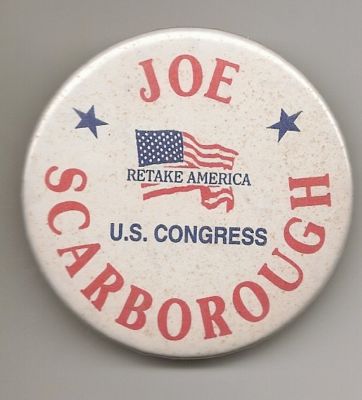 JOE
RETAKE AMERICA
U.S. CONGRESS
SCARBOROUGH